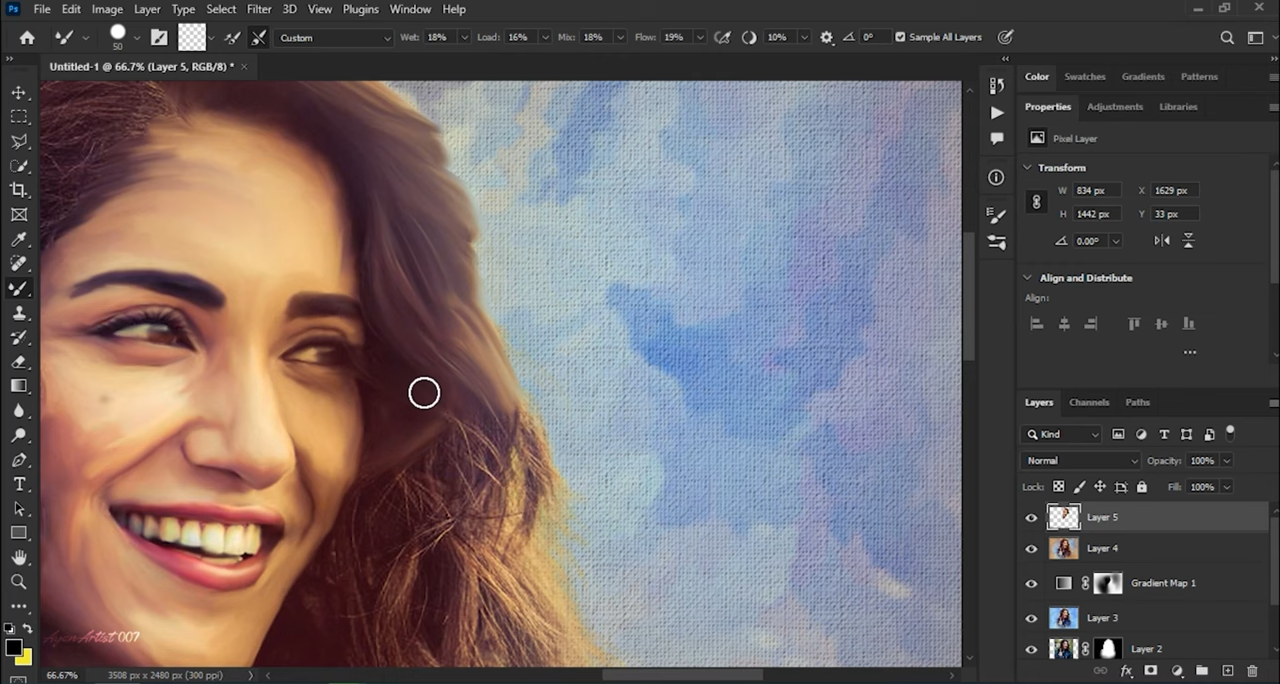 Ps File Edit Image Layer Type Select Filter 3D View Plugins Window Help
50 Custom Wet: 18% Load: 16% Mix: 18% Flow: 19% 10% 0° Sample All Layers
Untitled-1 @ 66.7% (Layer 5, RGB/8) * ×
Color Swatches Gradients Patterns
Properties Adjustments Libraries
Pixel Layer
Transform
W 834 px X 1629 px
H 1442 px Y 33 px
0.00°
Align and Distribute
Align:
Layers Channels Paths
Kind
Normal Opacity: 100%
Lock: Fill: 100%
Layer 5
Layer 4
Gradient Map 1
Layer 3
Layer 2
007
66.67% 3508 px x 2480 px (300 ppi)